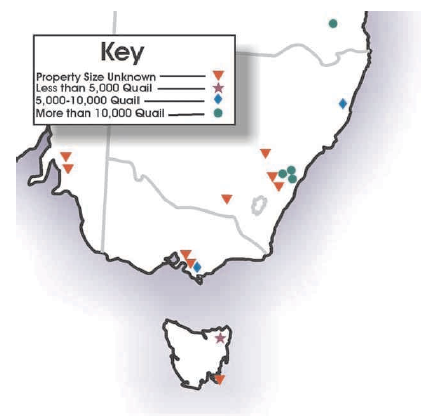 Key
Property Size Unknown
Less than 5,000 Quail
5,000-10,000 Quail
More than 10,000 Quail